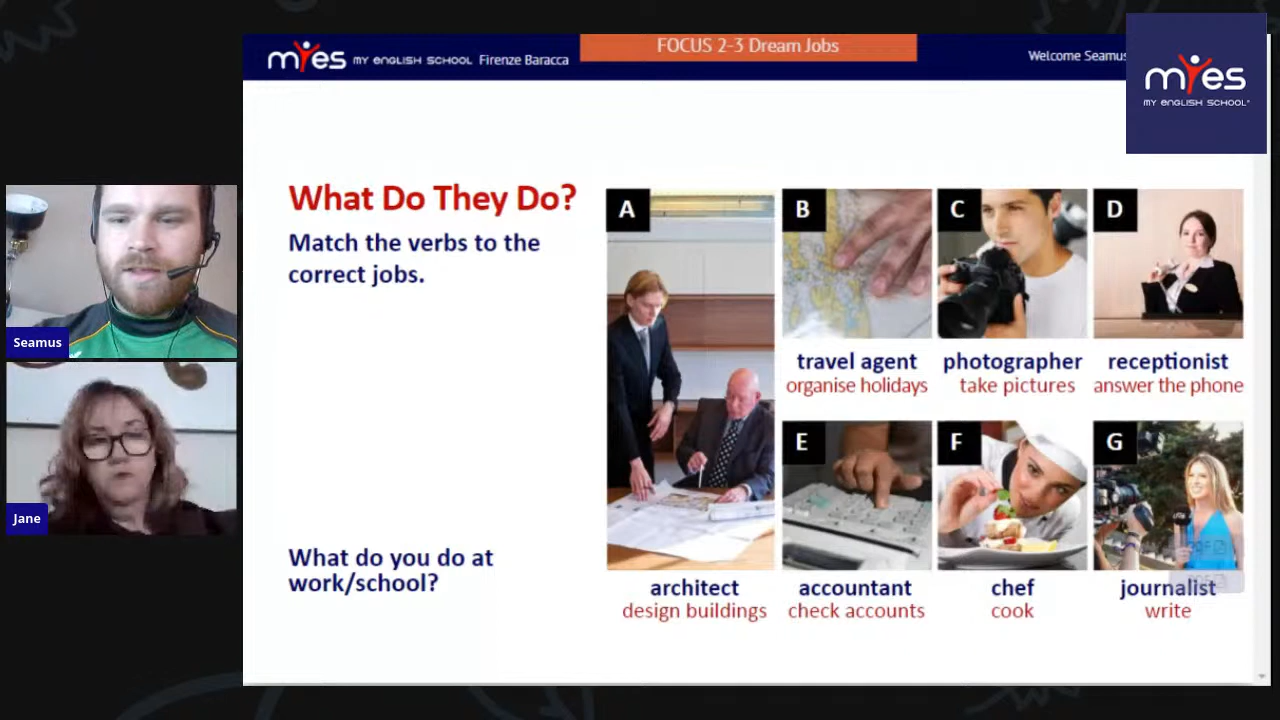 FOCUS 2-3 Dream Jobs
myes MY ENGLISH SCHOOL Firenze Baracca
Welcome Seamus
myes
MY ENGLISH SCHOOL
What Do They Do?
Match the verbs to the
correct jobs.
A
B
C
D
travel agent
organise holidays
photographer
take pictures
receptionist
answer the phone
E
F
G
architect
design buildings
accountant
check accounts
chef
cook
journalist
write
What do you do at
work/school?
Seamus
Jane